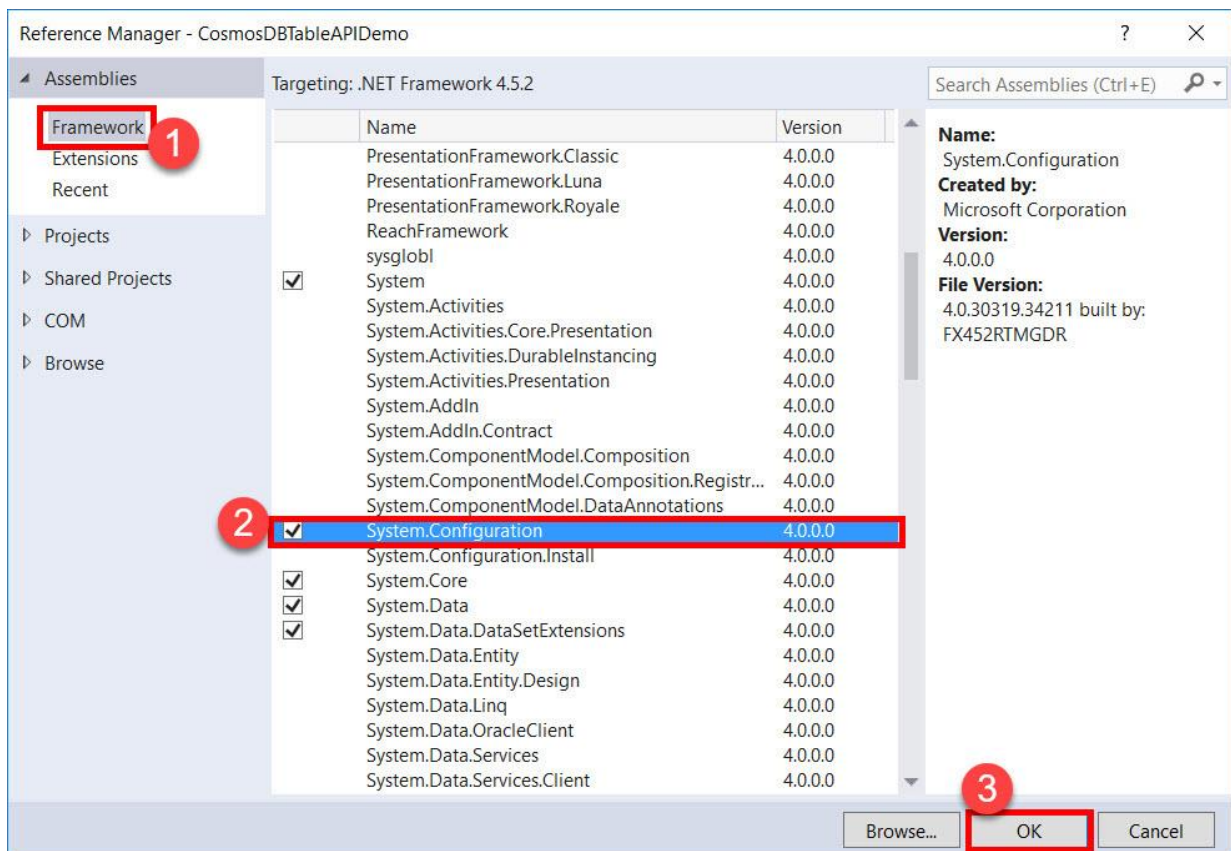 Reference Manager - CosmosDBTableAPIDemo ? ×
Assemblies
Framework
1
Extensions
Recent
Projects
Shared Projects
COM
Browse
Targeting: .NET Framework 4.5.2
Search Assemblies (Ctrl+E)
Name Version
PresentationFramework.Classic 4.0.0.0
PresentationFramework.Luna 4.0.0.0
PresentationFramework.Royale 4.0.0.0
ReachFramework 4.0.0.0
sysglobl 4.0.0.0
System 4.0.0.0
System.Activities 4.0.0.0
System.Activities.Core.Presentation 4.0.0.0
System.Activities.DurableInstancing 4.0.0.0
System.Activities.Presentation 4.0.0.0
System.AddIn 4.0.0.0
System.AddIn.Contract 4.0.0.0
System.ComponentModel.Composition 4.0.0.0
System.ComponentModel.Composition.Registr... 4.0.0.0
System.ComponentModel.DataAnnotations 4.0.0.0
2 System.Configuration 4.0.0.0
System.Configuration.Install 4.0.0.0
System.Core 4.0.0.0
System.Data 4.0.0.0
System.Data.DataSetExtensions 4.0.0.0
System.Data.Entity 4.0.0.0
System.Data.Entity.Design 4.0.0.0
System.Data.Linq 4.0.0.0
System.Data.OracleClient 4.0.0.0
System.Data.Services 4.0.0.0
System.Data.Services.Client 4.0.0.0
Name:
System.Configuration
Created by:
Microsoft Corporation
Version:
4.0.0.0
File Version:
4.0.30319.34211 built by:
FX452RTMGDR
3
Browse... OK Cancel